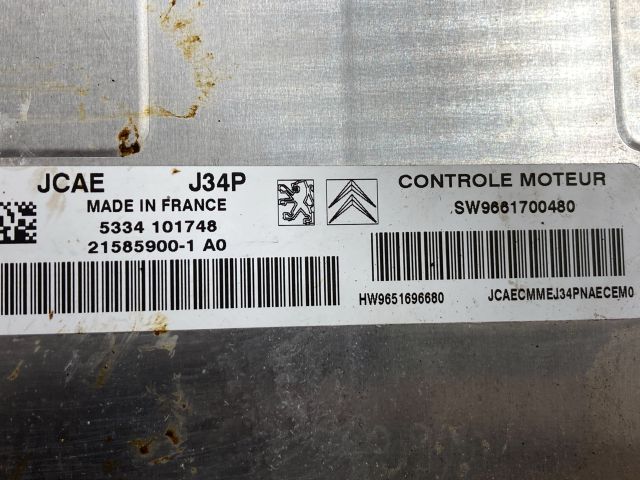 JCAE J34P
MADE IN FRANCE
5334 101748
21585900-1 A0
CONTROLE MOTEUR
SW9661700480
HW9651696680 JCAECMMEJ34PNAECEM0